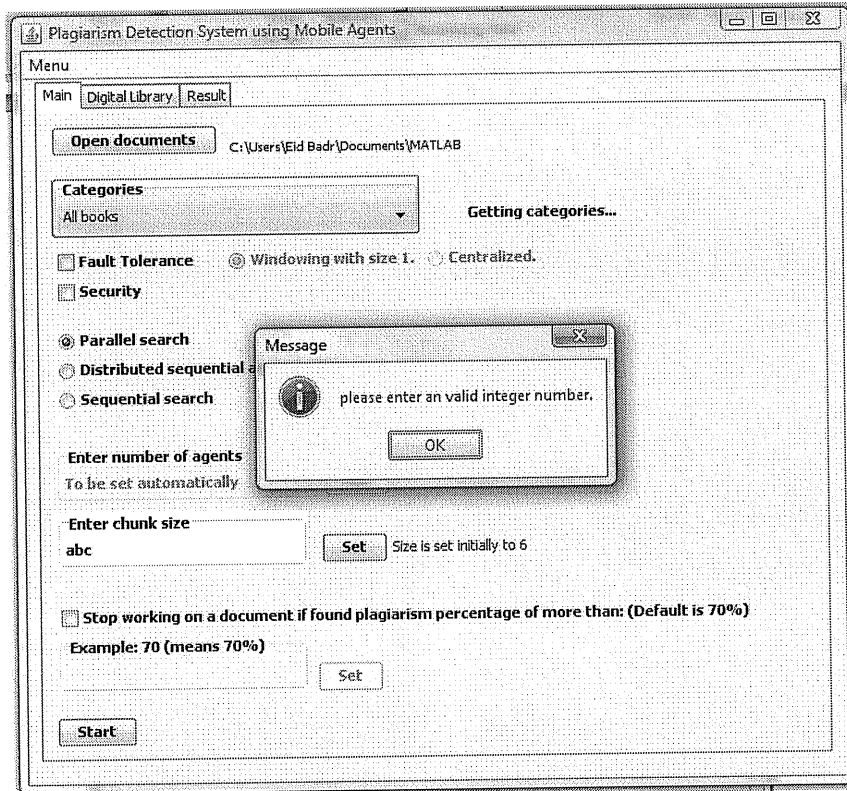 Plagiarism Detection System using Mobile Agents
Menu
Main Digital Library Result
Open documents C:\Users\Eid Badr\Documents\MATLAB
Categories
All books
Getting categories...
Fault Tolerance Windowing with size 1. Centralized.
Security
Parallel search
Distributed sequential a
Sequential search
Message
please enter an valid integer number.
OK
Enter number of agents
To be set automatically
Enter chunk size
abc
Set Size is set initially to 6
Stop working on a document if found plagiarism percentage of more than: (Default is 70%)
Example: 70 (means 70%)
Set
Start